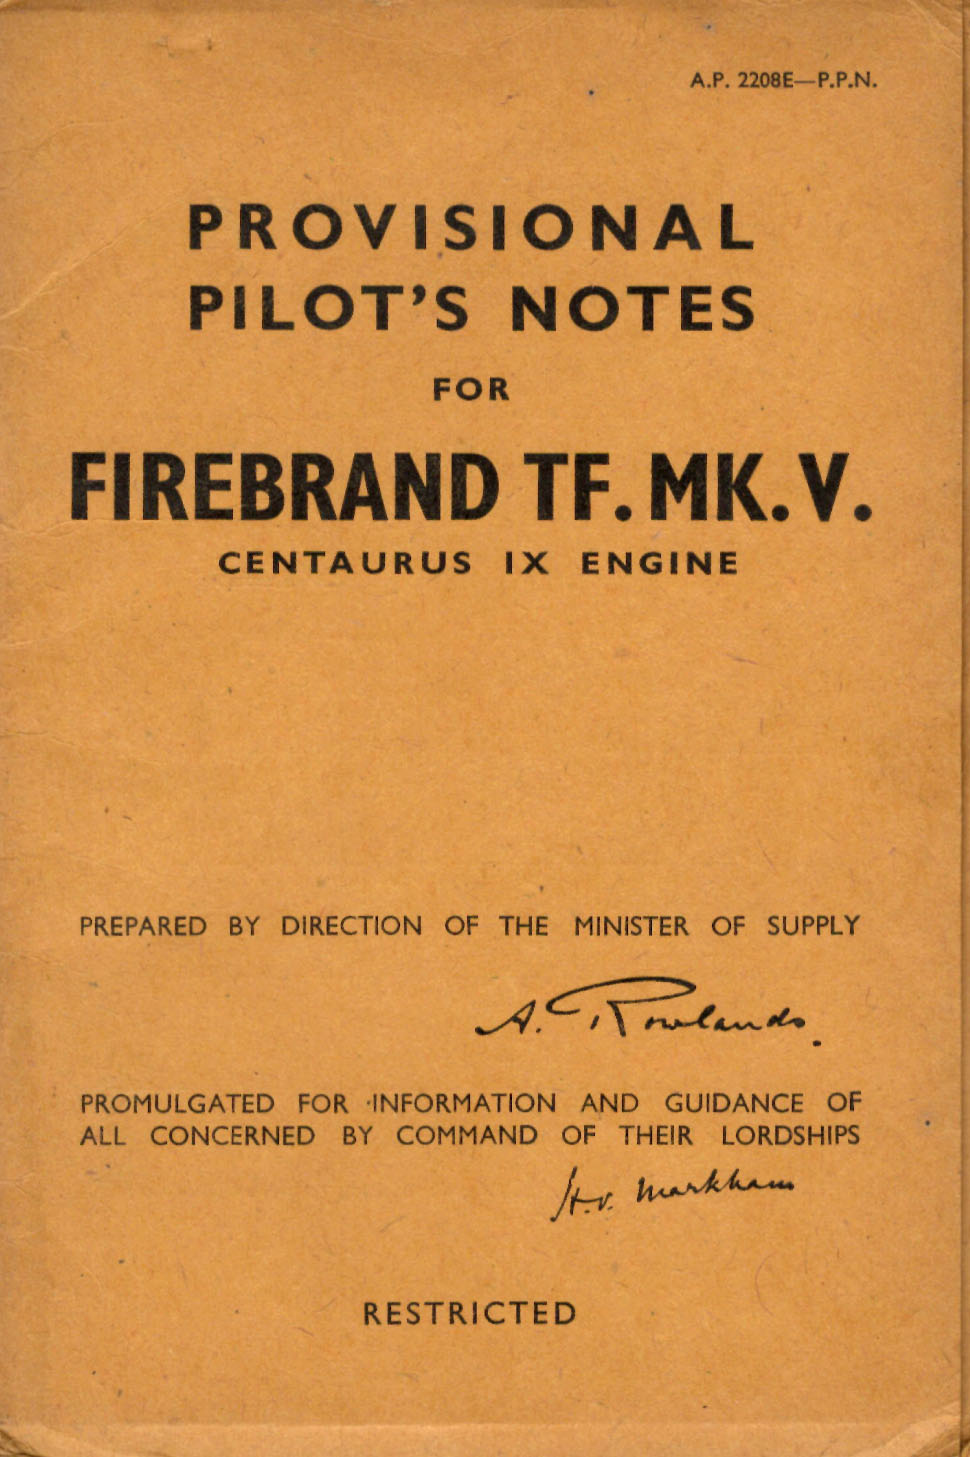 A.P. 2208E—P.P.N.
PROVISIONAL
PILOT'S NOTES
FOR
FIREBRAND TF. MK. V.
CENTAURUS IX ENGINE
PREPARED BY DIRECTION OF THE MINISTER OF SUPPLY
A. Rowlands.
PROMULGATED FOR INFORMATION AND GUIDANCE OF
ALL CONCERNED BY COMMAND OF THEIR LORDSHIPS
H.V. Markham
RESTRICTED